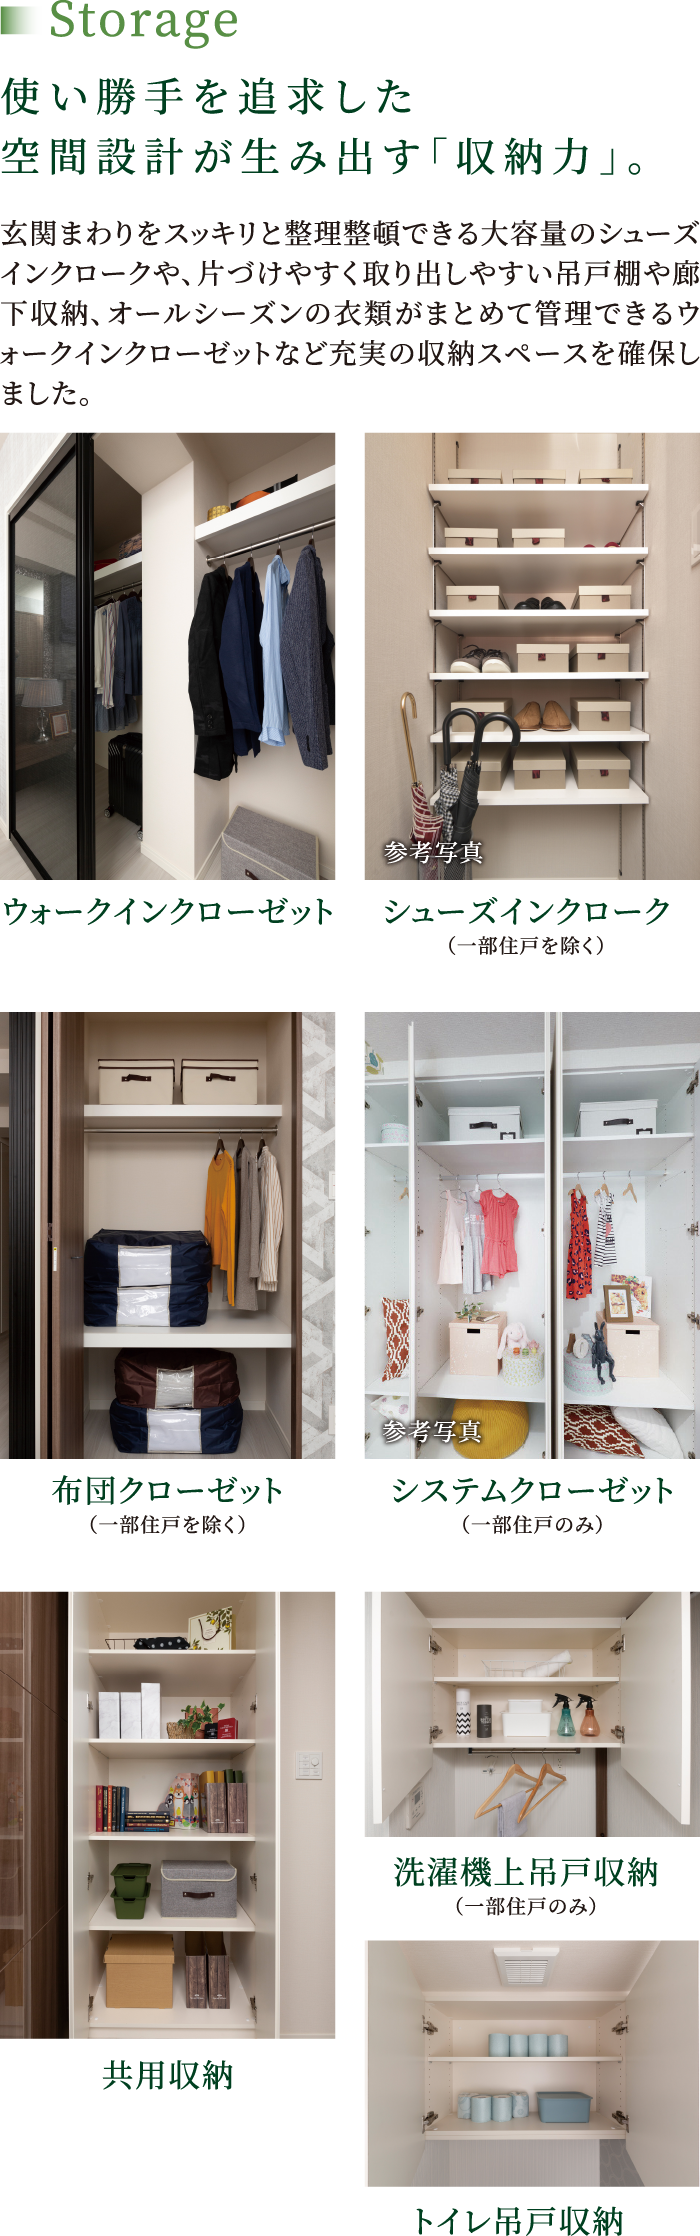 Storage
使い勝手を追求した
空間設計が生み出す「収納力」。
玄関まわりをスッキリと整理整頓できる大容量のシューズ
インクロークや、片づけやすく取り出しやすい吊戸棚や廊
下収納、オールシーズンの衣類がまとめて管理できるウ
ォークインクローゼットなど充実の収納スペースを確保し
ました。
参考写真
ウォークインクローゼット
シューズインクローク
（一部住戸を除く）
参考写真
布団クローゼット
（一部住戸を除く）
システムクローゼット
（一部住戸のみ）
洗濯機上吊戸収納
（一部住戸のみ）
共用収納
トイレ吊戸収納